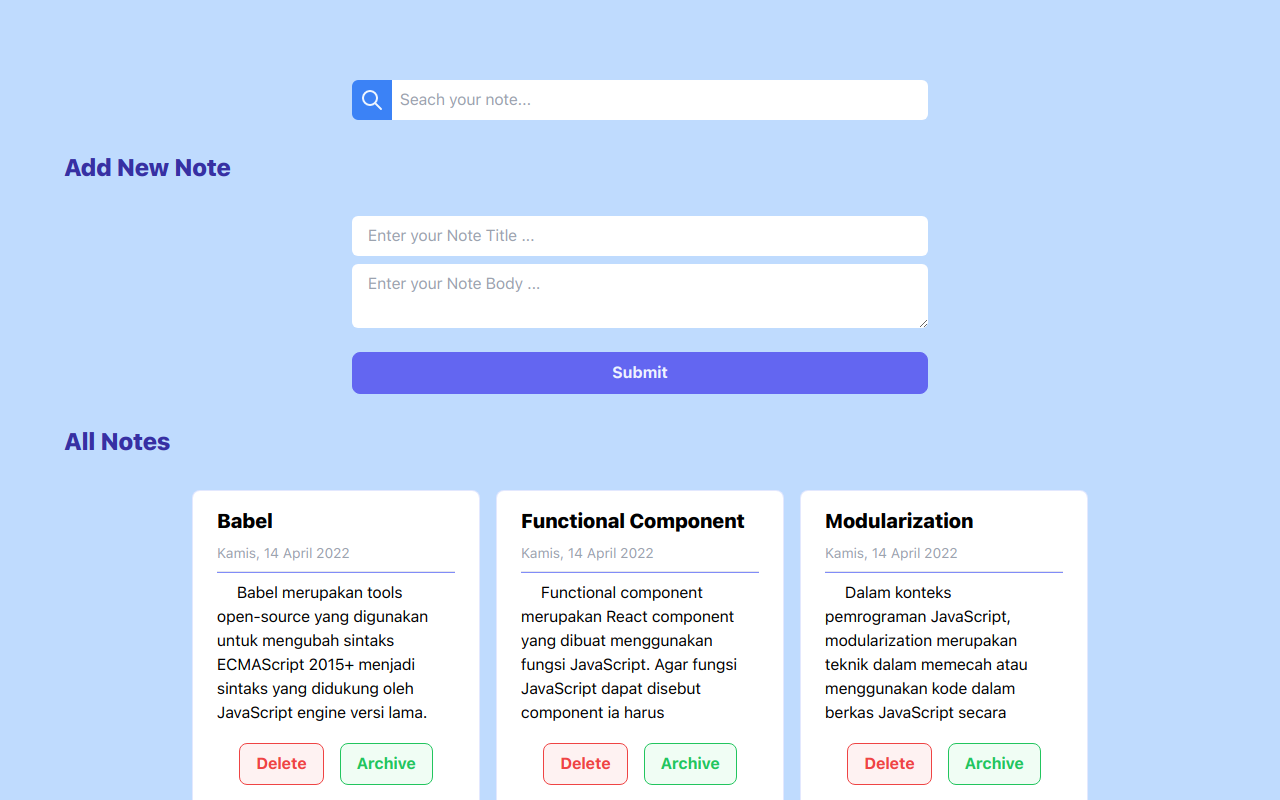 Seach your note...
Add New Note
Enter your Note Title ...
Enter your Note Body ...
Submit
All Notes
Babel
Kamis, 14 April 2022
Babel merupakan tools
open-source yang digunakan
untuk mengubah sintaks
ECMAScript 2015+ menjadi
sintaks yang didukung oleh
JavaScript engine versi lama.
Delete
Archive
Functional Component
Kamis, 14 April 2022
Functional component
merupakan React component
yang dibuat menggunakan
fungsi JavaScript. Agar fungsi
JavaScript dapat disebut
component ia harus
Delete
Archive
Modularization
Kamis, 14 April 2022
Dalam konteks
pemrograman JavaScript,
modularization merupakan
teknik dalam memecah atau
menggunakan kode dalam
berkas JavaScript secara
Delete
Archive